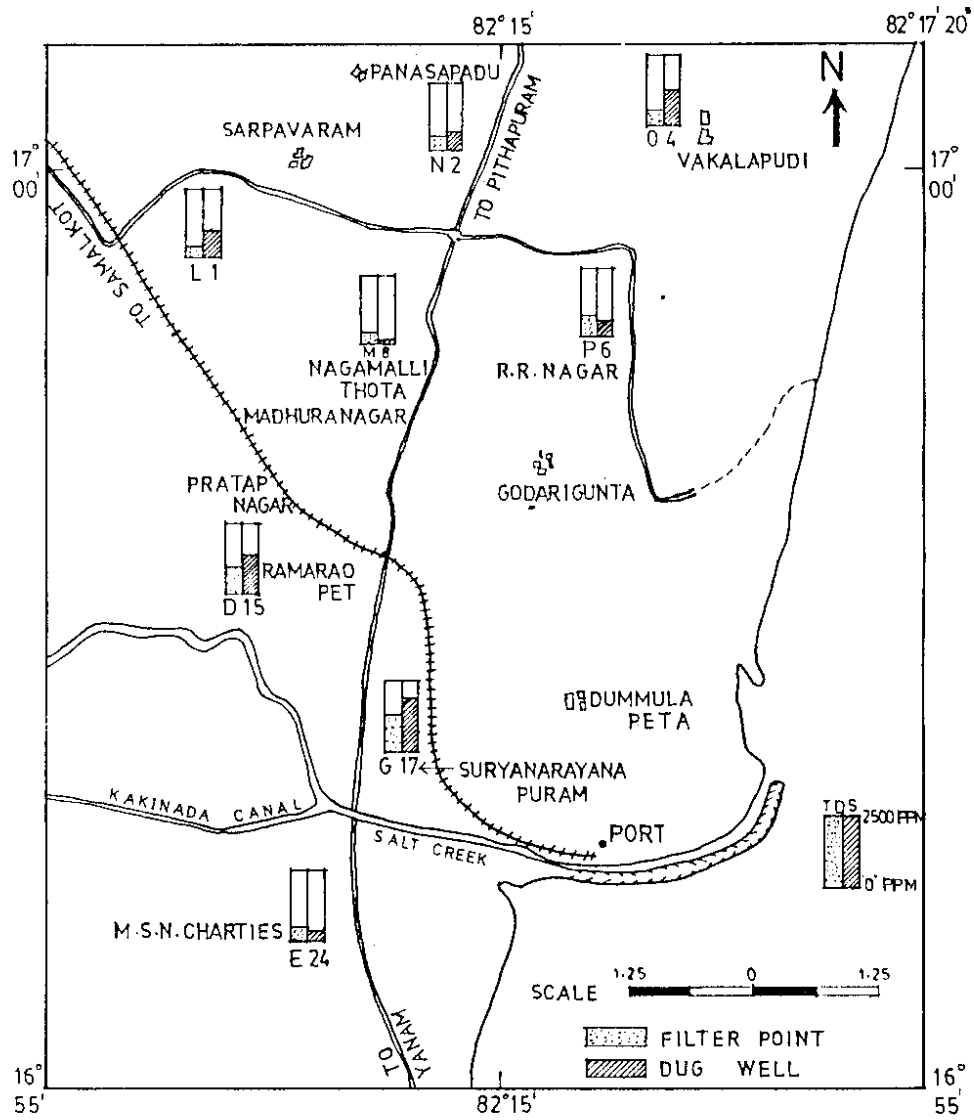 82° 15'
82° 17' 20"
PANASAPADU
N 2
SARPAVARAM
O 4
VAKALAPUDI
N
17°
00'
17°
00'
TO PITHAPURAM
L 1
TO SAMALKOT
M 8
NAGAMALLI
THOTA
P 6
R.R. NAGAR
MADHURANAGAR
PRATAP
NAGAR
GODARIGUNTA
D 15
RAMARAO
PET
DUMMULA
PETA
G 17
SURYANARAYANA
PURAM
KAKINADA CANAL
SALT CREEK
PORT
TDS
2500 PPM
0° PPM
M.S.N. CHARTIES
E 24
TO YANAM
SCALE
1.25 0 1.25
FILTER POINT
DUG WELL
16°
55'
82° 15'
16°
55'